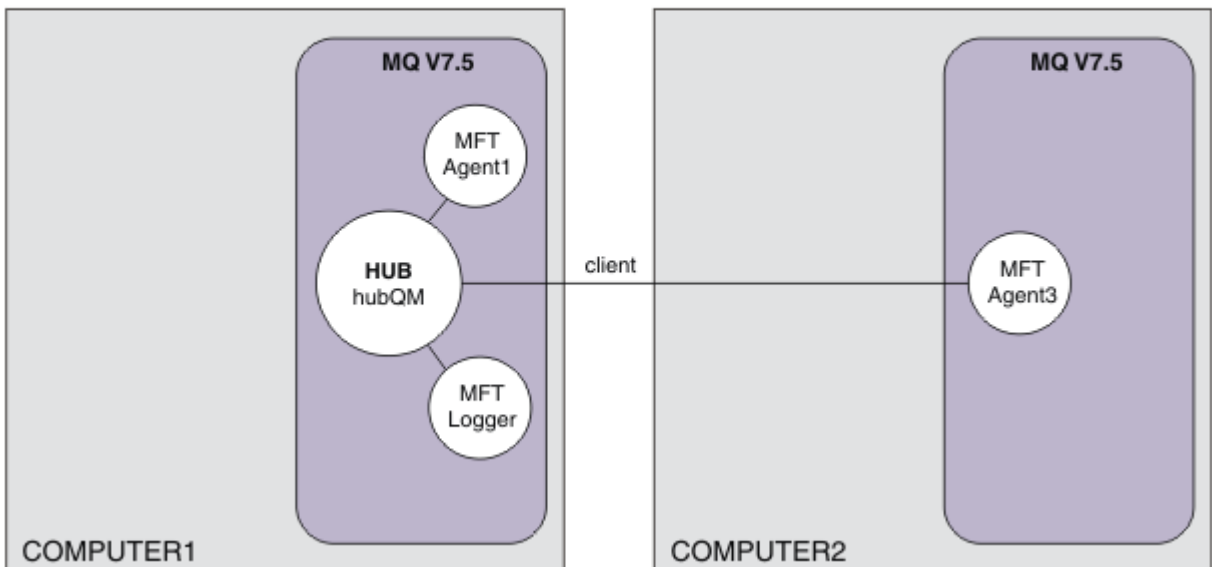 MQ V7.5
MFT
Agent1
HUB
hubQM
MFT
Logger
COMPUTER1
client
MQ V7.5
MFT
Agent3
COMPUTER2